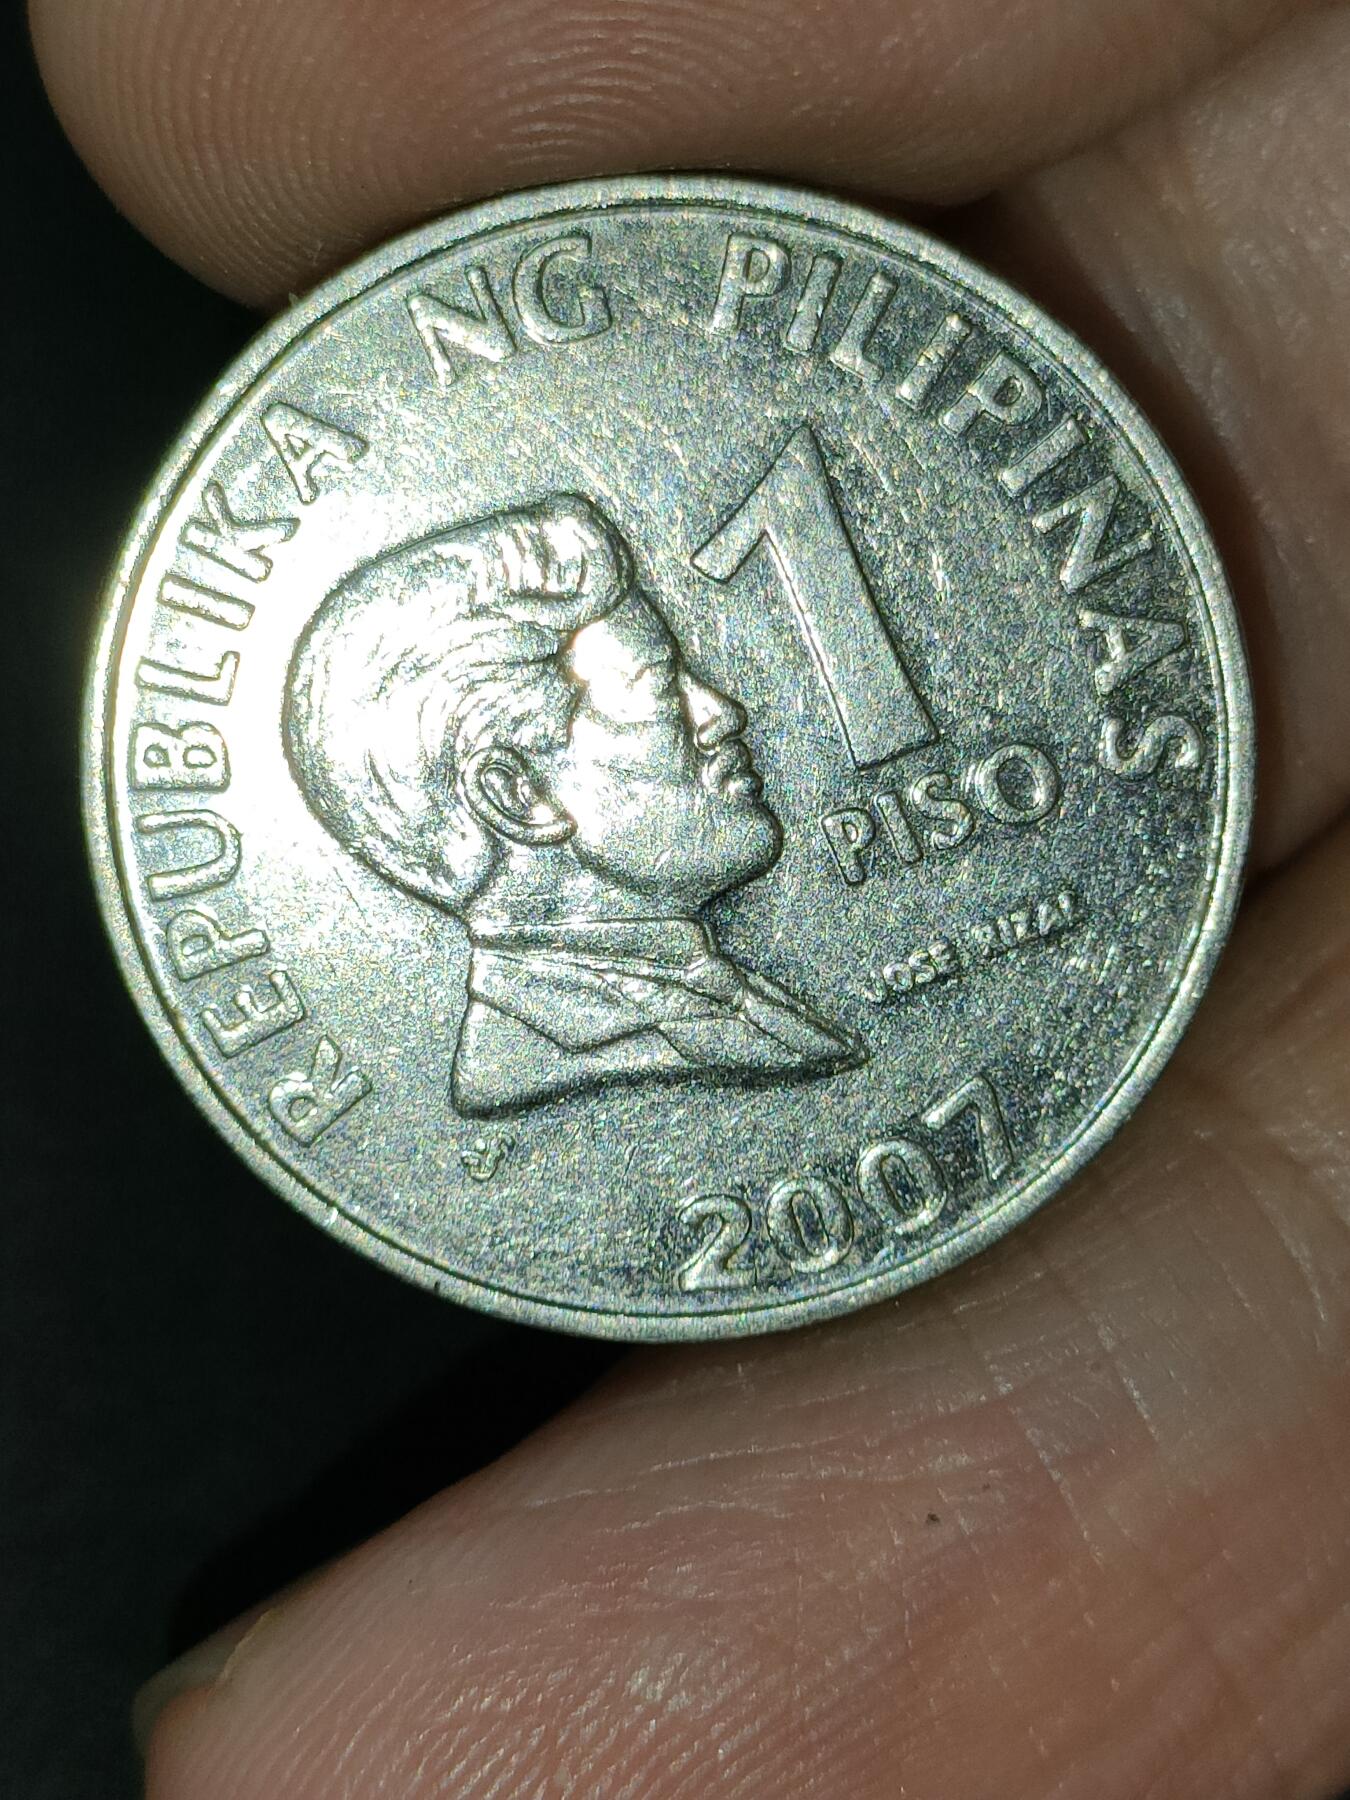 REPUBLIKA NG PILIPINAS
1
PISO
JOSE RIZAL
2007